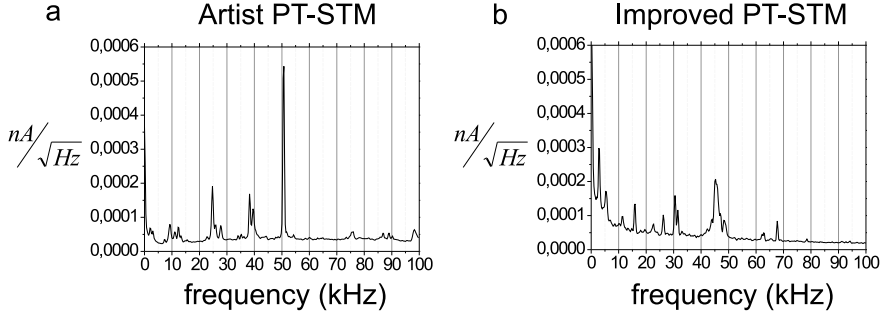 a Artist PT-STM
0,0006
0,0005
0,0004
0,0003
0,0002
0,0001
0,0000
nA/√Hz
0 10 20 30 40 50 60 70 80 90 100
frequency (kHz)
b Improved PT-STM
0,0006
0,0005
0,0004
0,0003
0,0002
0,0001
0,0000
nA/√Hz
0 10 20 30 40 50 60 70 80 90 100
frequency (kHz)